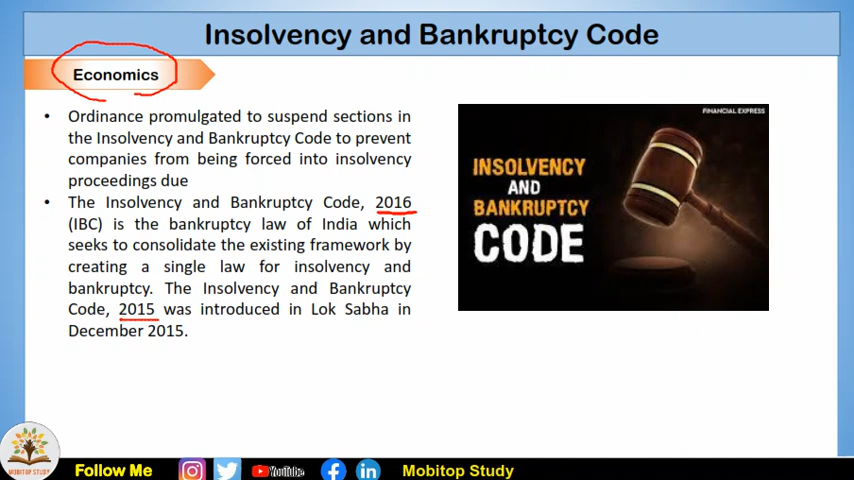 Insolvency and Bankruptcy Code
Economics
• Ordinance promulgated to suspend sections in
the Insolvency and Bankruptcy Code to prevent
companies from being forced into insolvency
proceedings due
• The Insolvency and Bankruptcy Code, 2016
(IBC) is the bankruptcy law of India which
seeks to consolidate the existing framework by
creating a single law for insolvency and
bankruptcy. The Insolvency and Bankruptcy
Code, 2015 was introduced in Lok Sabha in
December 2015.
FINANCIAL EXPRESS
INSOLVENCY
AND
BANKRUPTCY
CODE
MOBITOP STUDY
Follow Me
YouTube
Mobitop Study